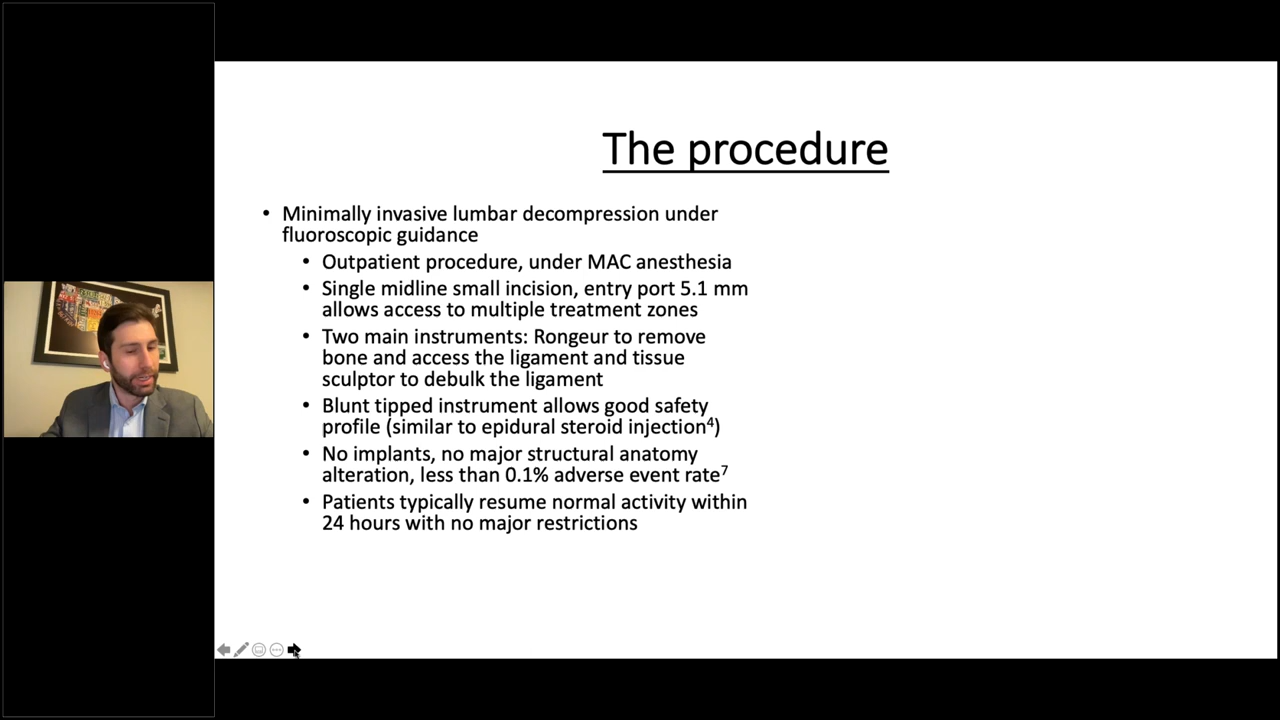 The procedure
• Minimally invasive lumbar decompression under
fluoroscopic guidance
• Outpatient procedure, under MAC anesthesia
• Single midline small incision, entry port 5.1 mm
allows access to multiple treatment zones
• Two main instruments: Rongeur to remove
bone and access the ligament and tissue
sculptor to debulk the ligament
• Blunt tipped instrument allows good safety
profile (similar to epidural steroid injection⁴)
• No implants, no major structural anatomy
alteration, less than 0.1% adverse event rate⁷
• Patients typically resume normal activity within
24 hours with no major restrictions